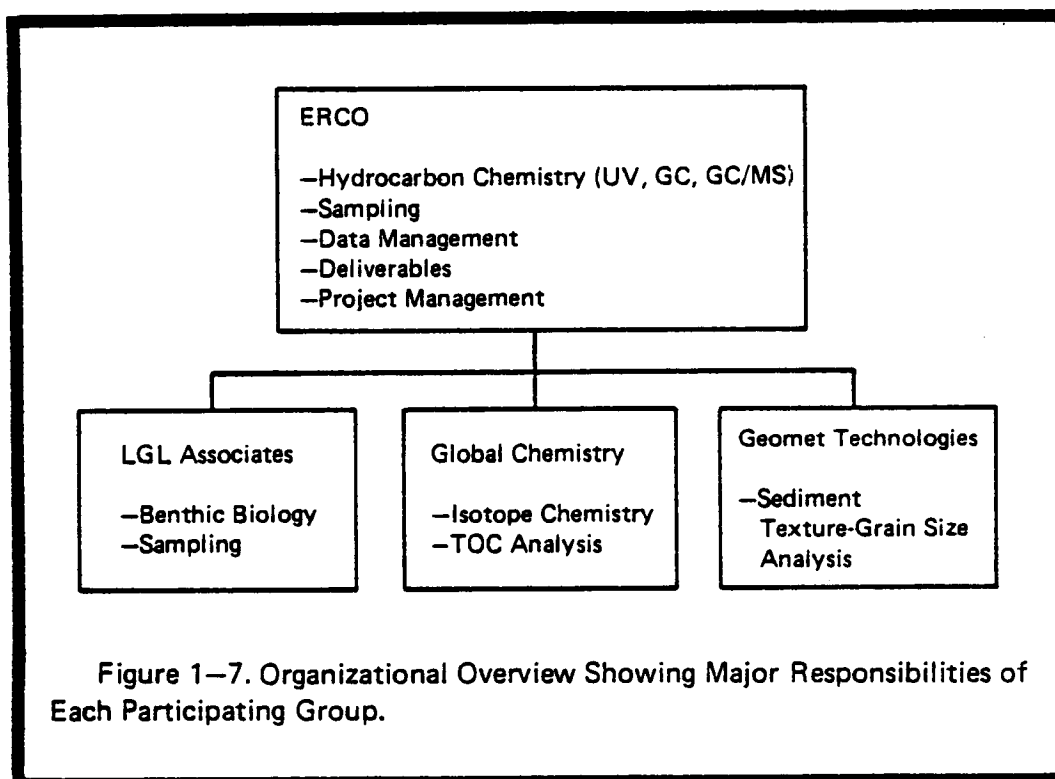 ERCO
—Hydrocarbon Chemistry (UV, GC, GC/MS)
—Sampling
—Data Management
—Deliverables
—Project Management
LGL Associates
—Benthic Biology
—Sampling
Global Chemistry
—Isotope Chemistry
—TOC Analysis
Geomet Technologies
—Sediment
Texture-Grain Size
Analysis
Figure 1—7. Organizational Overview Showing Major Responsibilities of
Each Participating Group.